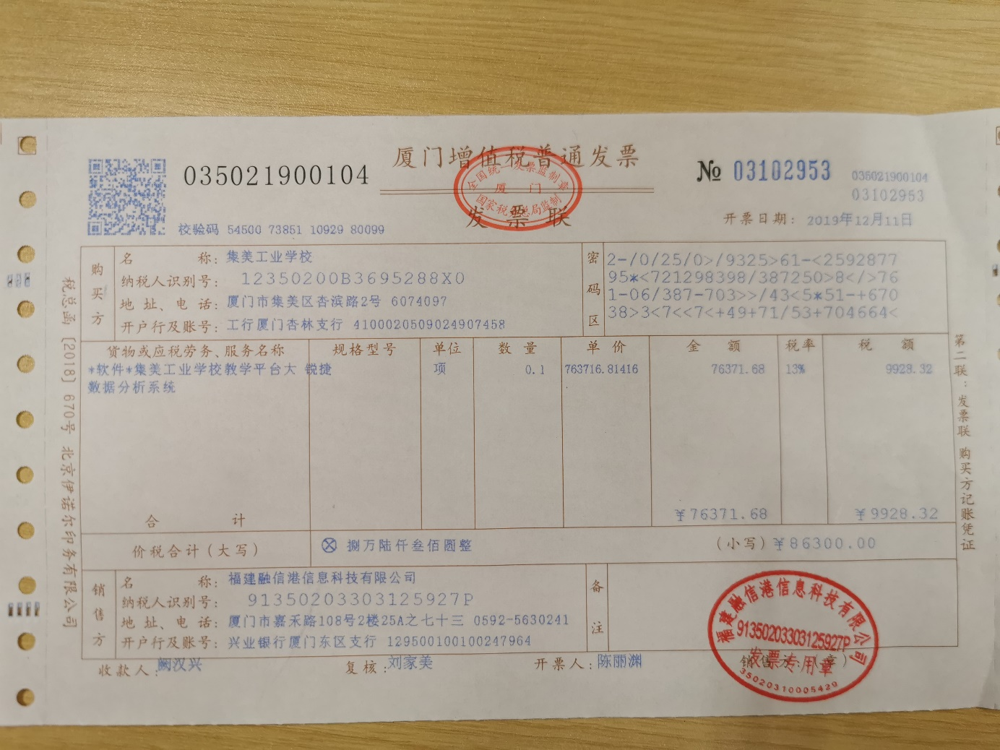 厦门增值税普通发票
发票联
全国统一发票监制章
厦 门
国家税务总局监制
035021900104
№ 03102953
035021900104
03102953
校验码 54500 73851 10929 80099
开票日期: 2019年12月11日
购买方
名 称: 集美工业学校
纳税人识别号: 12350200B3695288X0
地 址、电 话: 厦门市集美区杏滨路2号 6074097
开户行及账号: 工行厦门杏林支行 4100020509024907458
密码区
2-/0/25/0>/9325>61-<2592877
95*<721298398/387250>8</>76
1-06/387-703>>/43<5*51-+670
38>3<7<<7<+49+71/53+704664<
货物或应税劳务、服务名称 规格型号 单位 数 量 单 价 金 额 税率 税 额
*软件*集美工业学校教学平台大 锐捷 项 0.1 763716.81416 76371.68 13% 9928.32
数据分析系统
合 计 ¥76371.68 ¥9928.32
价税合计(大写) ⊗ 捌万陆仟叁佰圆整 (小写)¥86300.00
销售方
名 称: 福建融信港信息科技有限公司
纳税人识别号: 91350203303125927P
地 址、电 话: 厦门市嘉禾路108号2楼25A之七十三 0592-5630241
开户行及账号: 兴业银行厦门东区支行 129500100100247964
备注
收款人: 阙汉兴 复核: 刘家美 开票人: 陈丽渊 销售方:(章)
福建融信港信息科技有限公司
91350203303125927P
发票专用章
35020310005429
税总函〔2018〕670号 北京伊诺尔印务有限公司
第二联:发票联 购买方记账凭证